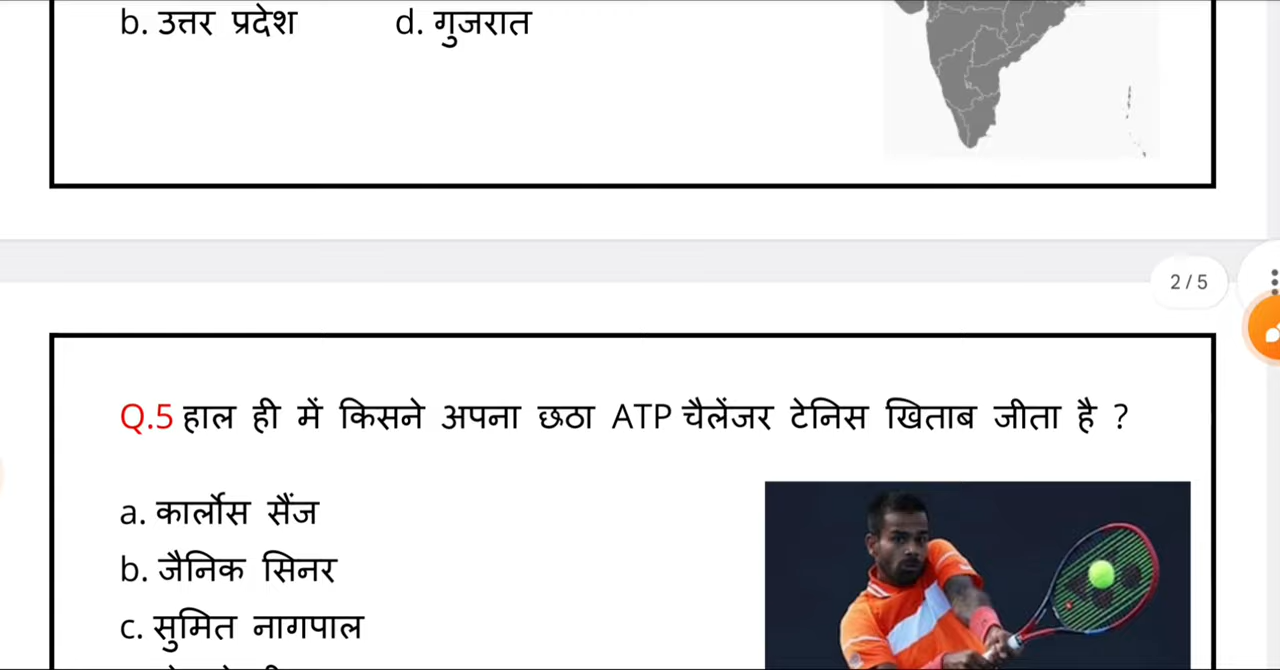 b. उत्तर प्रदेश d. गुजरात
2 / 5
Q.5 हाल ही में किसने अपना छठा ATP चैलेंजर टेनिस खिताब जीता है ?
a. कार्लोस सैंज
b. जैनिक सिनर
c. सुमित नागपाल